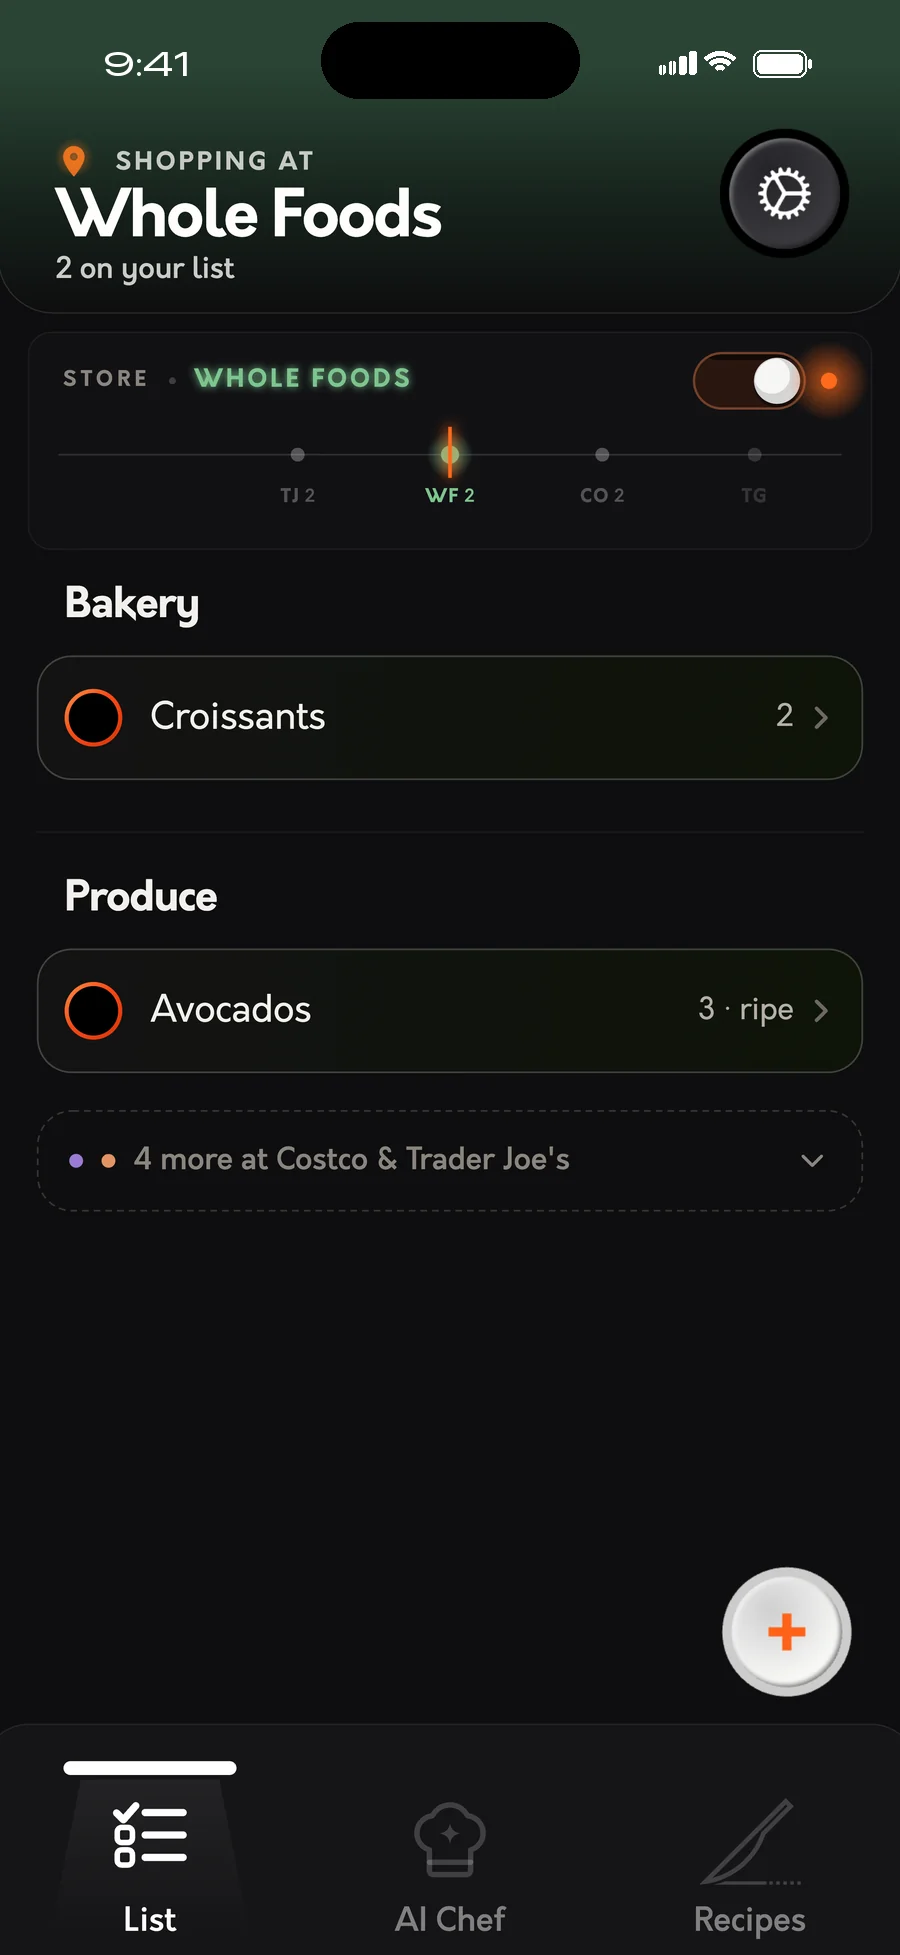 9:41
SHOPPING AT
Whole Foods
2 on your list
STORE • WHOLE FOODS
TJ 2 WF 2 CO 2 TG
Bakery
Croissants 2
Produce
Avocados 3 · ripe
4 more at Costco & Trader Joe's
List AI Chef Recipes